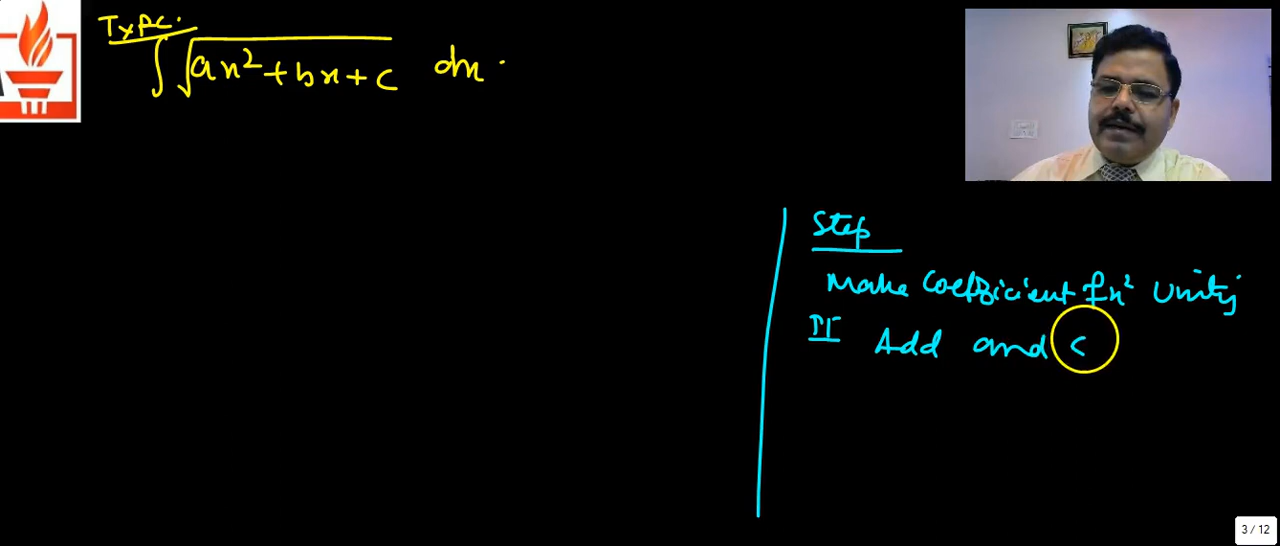 Type.
∫ √ax²+bx+c dx.
Step
Make Coefficient of x² Unity
II Add and
3 / 12